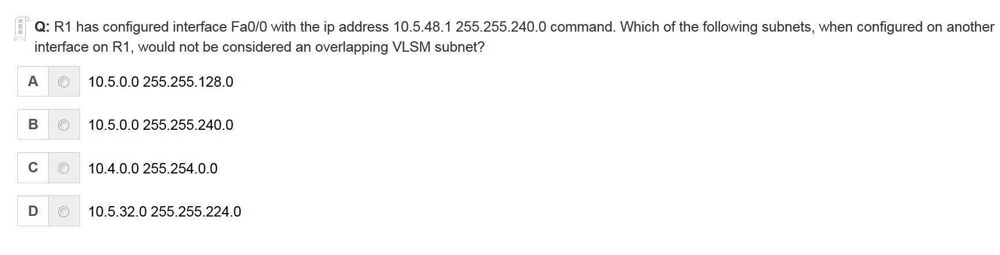 Q: R1 has configured interface Fa0/0 with the ip address 10.5.48.1 255.255.240.0 command. Which of the following subnets, when configured on another
interface on R1, would not be considered an overlapping VLSM subnet?
A 10.5.0.0 255.255.128.0
B 10.5.0.0 255.255.240.0
C 10.4.0.0 255.254.0.0
D 10.5.32.0 255.255.224.0